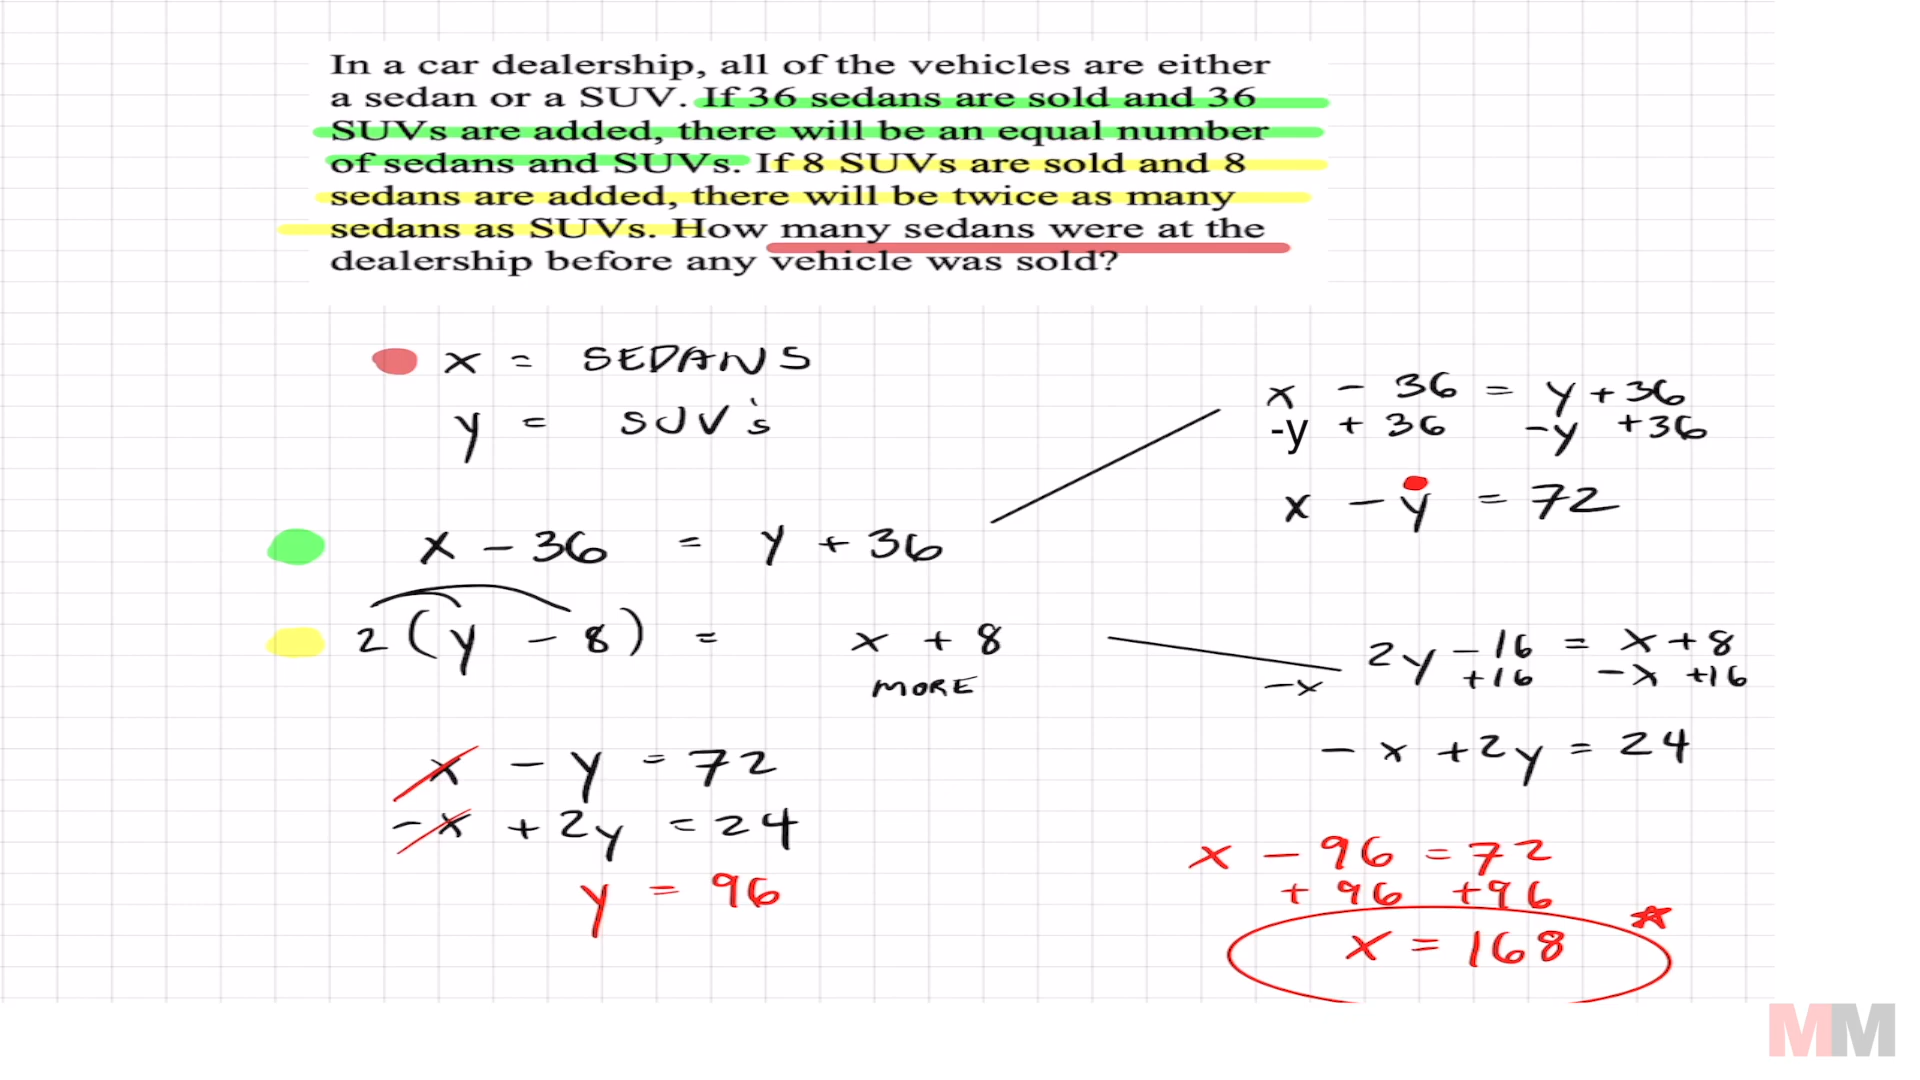 In a car dealership, all of the vehicles are either
a sedan or a SUV. If 36 sedans are sold and 36
SUVs are added, there will be an equal number
of sedans and SUVs. If 8 SUVs are sold and 8
sedans are added, there will be twice as many
sedans as SUVs. How many sedans were at the
dealership before any vehicle was sold?
x = SEDANS
y = SUV's
x - 36 = y + 36
2(y - 8) = x + 8
MORE
x - y = 72
-x + 2y = 24
y = 96
x - 36 = y + 36
-y + 36 -y +36
x - y = 72
2y - 16 = x + 8
-x +16 -x +16
-x + 2y = 24
x - 96 = 72
+ 96 +96
x = 168
MM